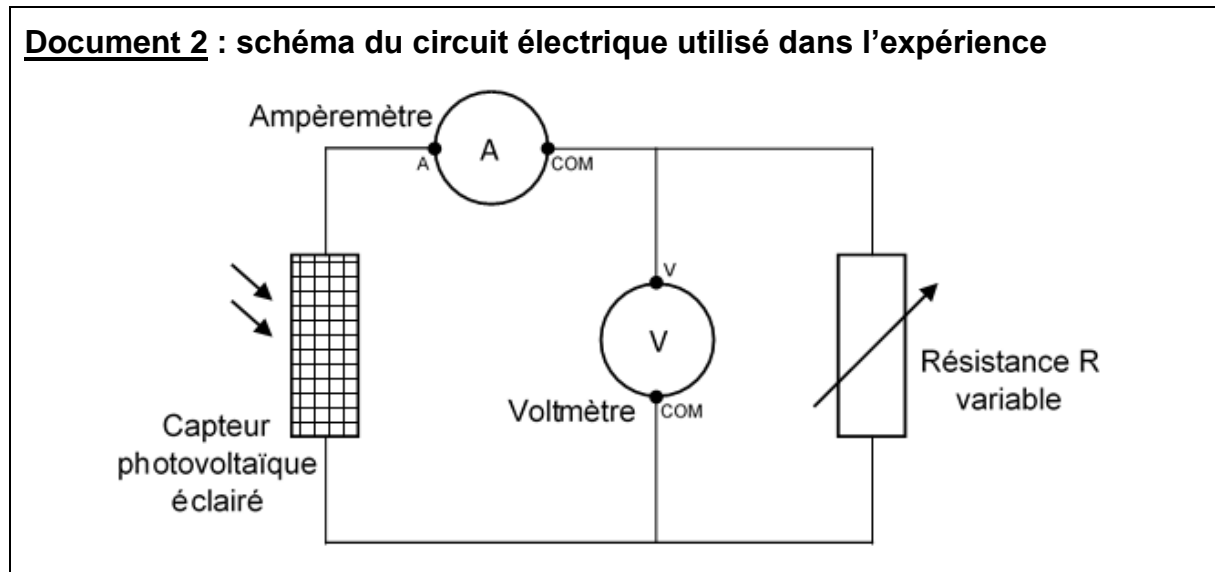 Document 2 : schéma du circuit électrique utilisé dans l’expérience
Ampèremètre
A
A
COM
V
V
COM
Voltmètre
Capteur
photovoltaïque
éclairé
Résistance R
variable